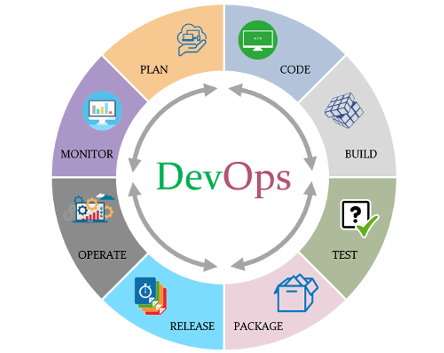 PLAN
CODE
MONITOR
BUILD
DevOps
OPERATE
TEST
RELEASE
PACKAGE